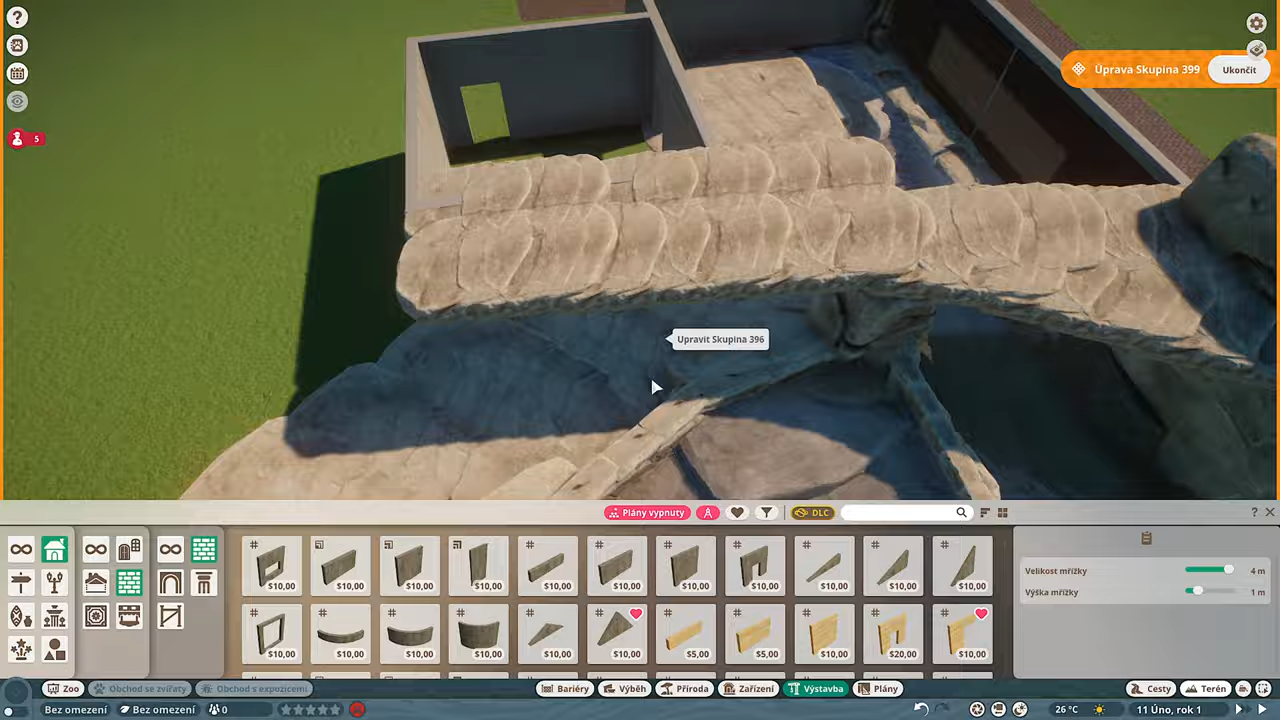 Úprava Skupina 399
Ukončit
5
Upravit Skupina 396
Plány vypnuty
DLC
$10,00 $10,00 $10,00 $10,00 $10,00 $10,00 $10,00 $10,00 $10,00 $10,00 $10,00
$10,00 $10,00 $10,00 $10,00 $10,00 $10,00 $5,00 $5,00 $10,00 $20,00 $10,00
Velikost mřížky 4 m
Výška mřížky 1 m
Zoo Obchod se zvířaty Obchod s expozicemi Bariéry Výběh Příroda Zařízení Výstavba Plány Cesty Terén
Bez omezení Bez omezení 0 26 °C 11 Úno, rok 1